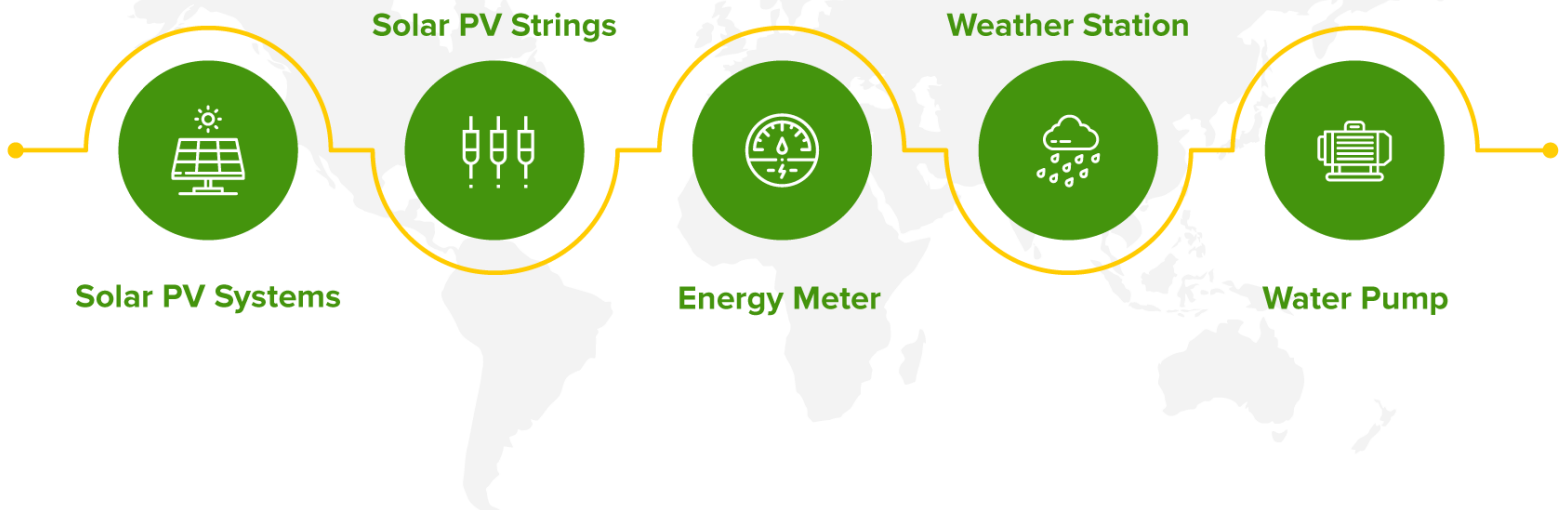 Solar PV Strings
Weather Station
Solar PV Systems
Energy Meter
Water Pump